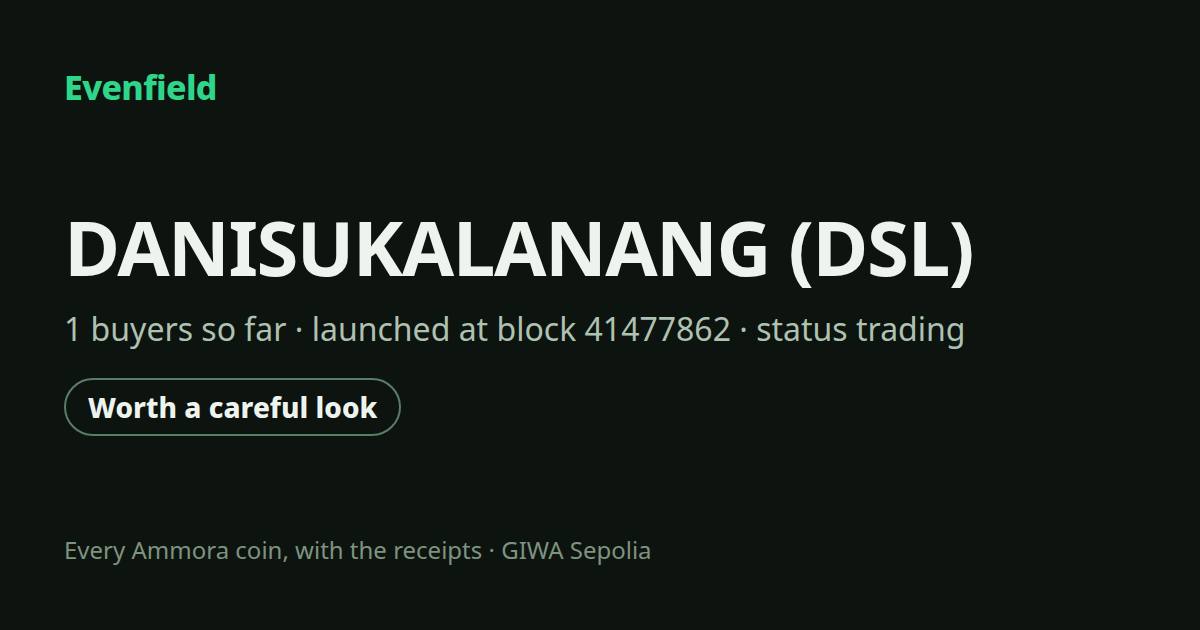 Evenfield
DANISUKALANANG (DSL)
1 buyers so far · launched at block 41477862 · status trading
Worth a careful look
Every Ammora coin, with the receipts · GIWA Sepolia